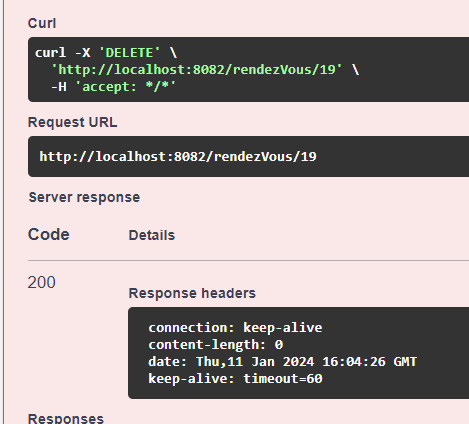 Curl
curl -X 'DELETE' \
'http://localhost:8082/rendezVous/19' \
-H 'accept: */*'
Request URL
http://localhost:8082/rendezVous/19
Server response
Code Details
200
Response headers
connection: keep-alive
content-length: 0
date: Thu,11 Jan 2024 16:04:26 GMT
keep-alive: timeout=60
Responses